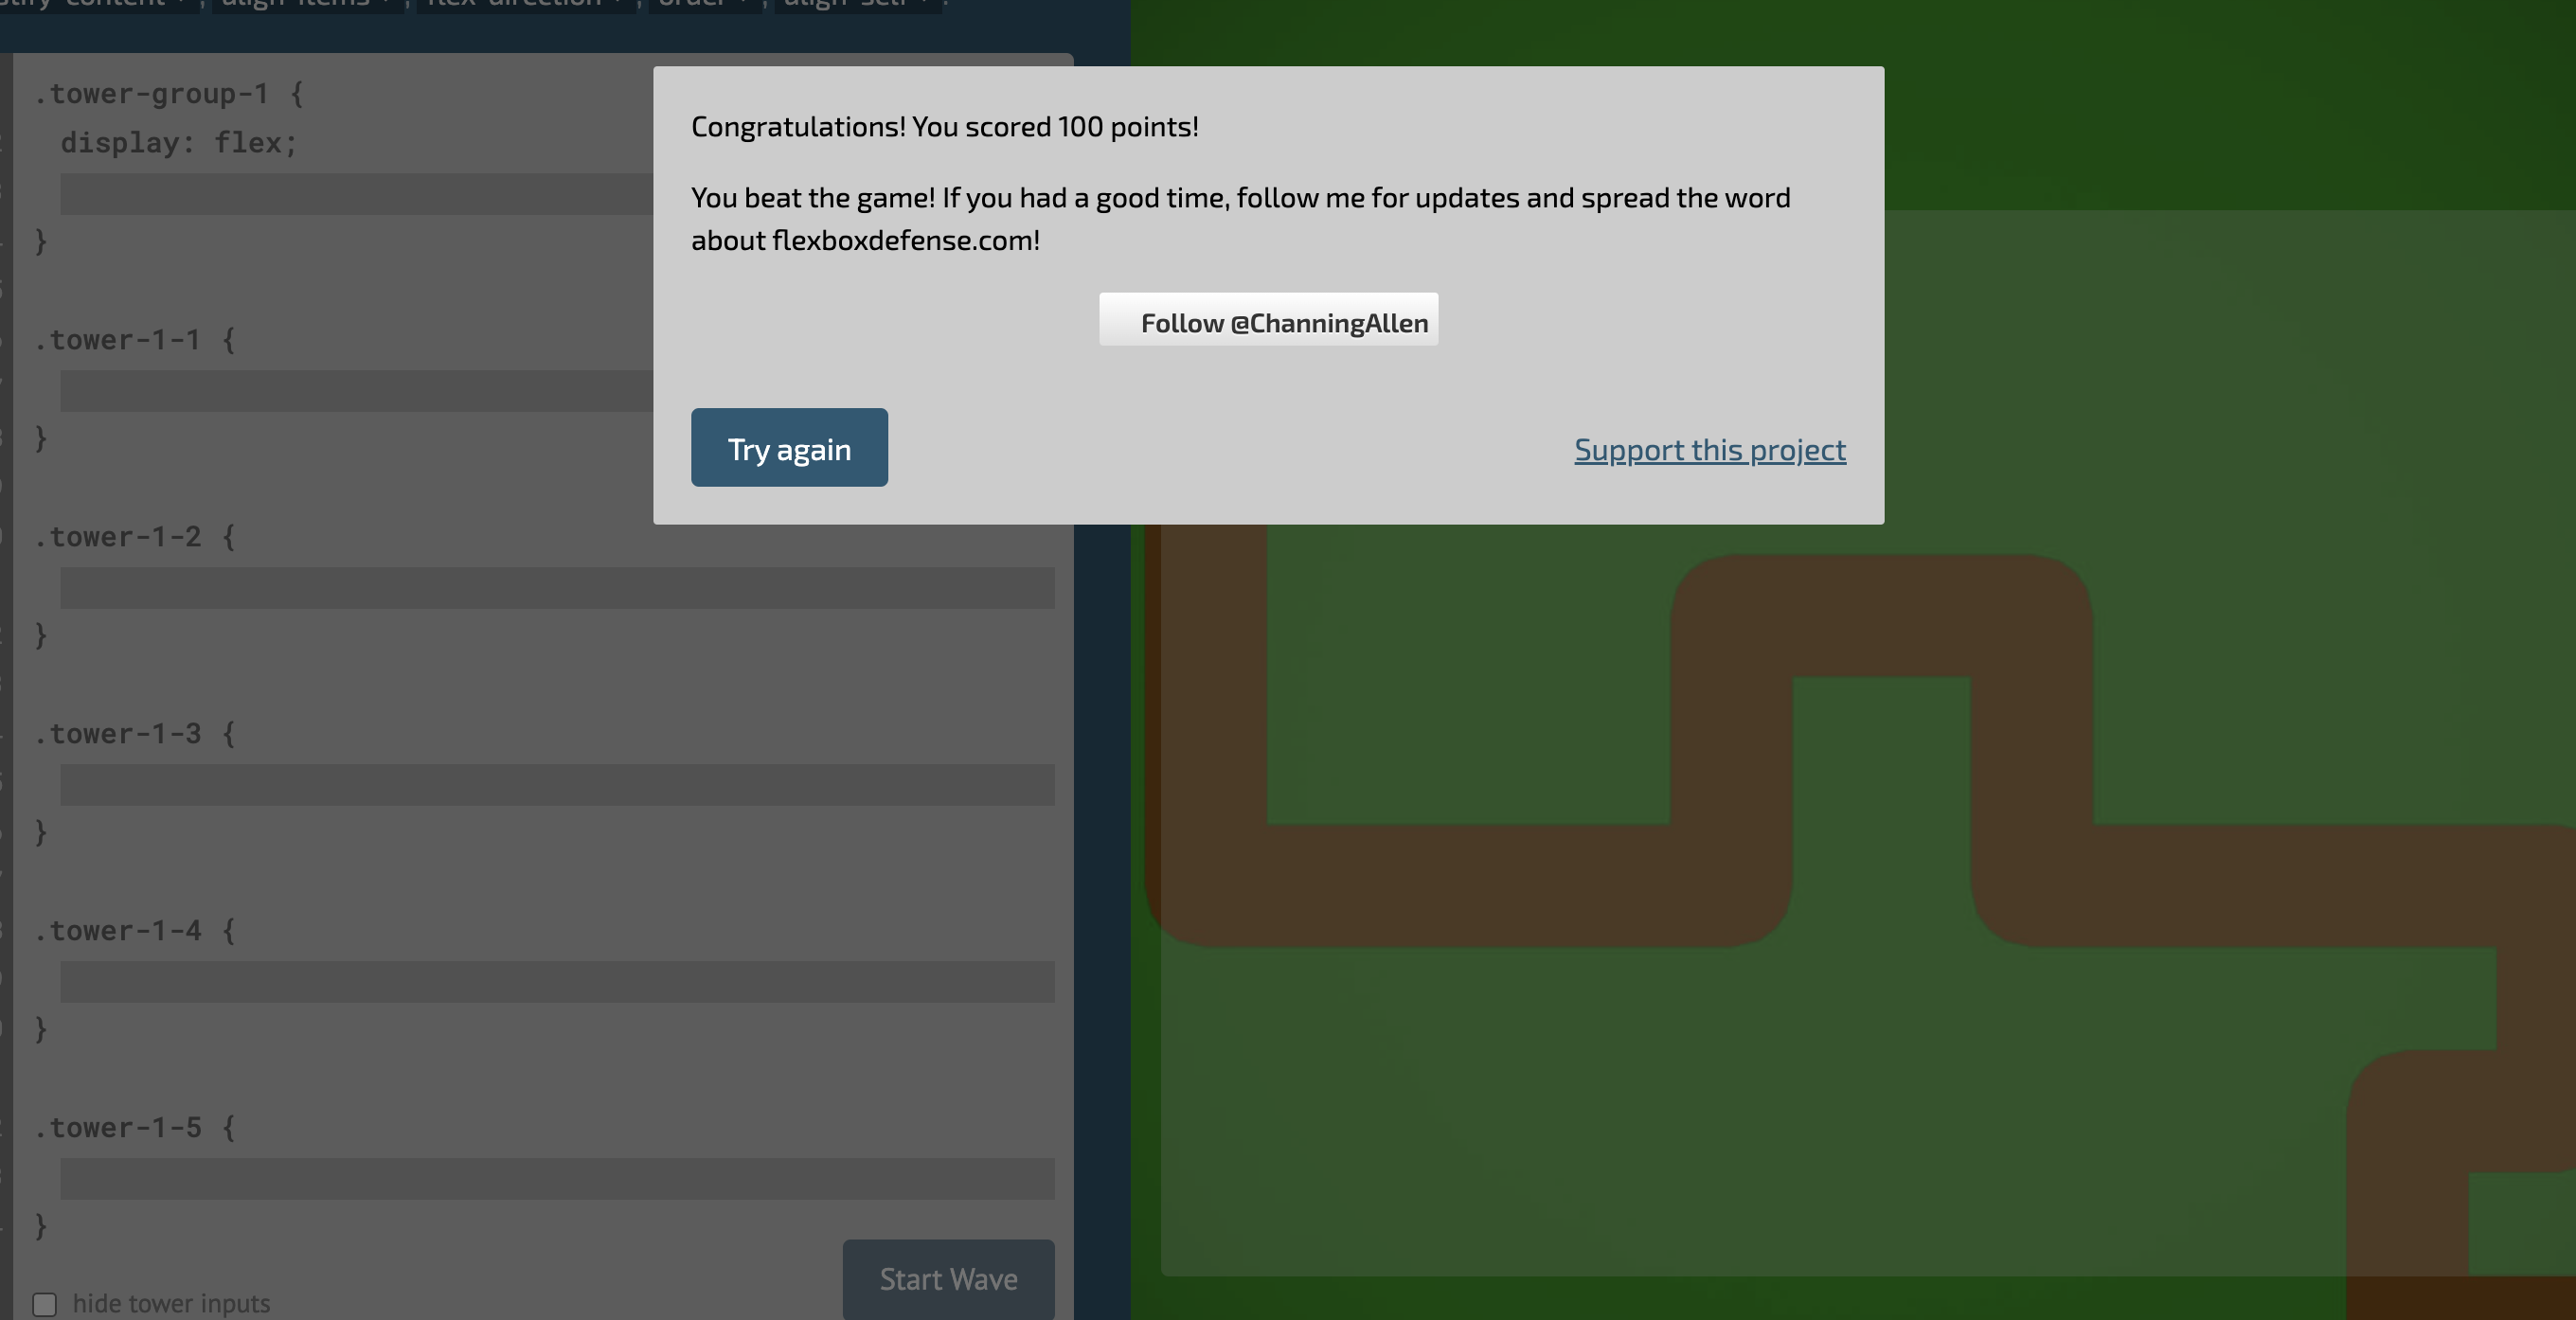 justify-content , align-items , flex-direction , order , align-self .
.tower-group-1 {
display: flex;
}
.tower-1-1 {
}
.tower-1-2 {
}
.tower-1-3 {
}
.tower-1-4 {
}
.tower-1-5 {
}
hide tower inputs
Start Wave
Congratulations! You scored 100 points!
You beat the game! If you had a good time, follow me for updates and spread the word
about flexboxdefense.com!
Follow @ChanningAllen
Try again
Support this project